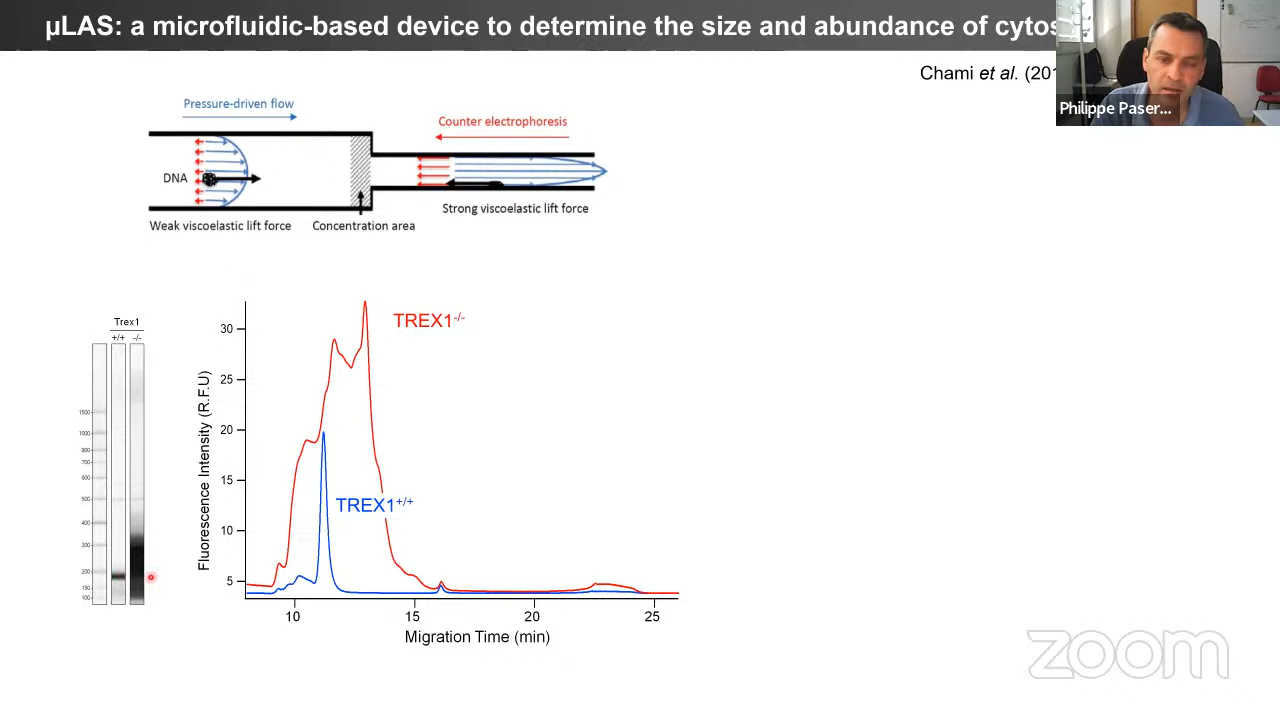 µLAS: a microfluidic-based device to determine the size and abundance of
Chami et al.
Philippe Paser...
Pressure-driven flow
Counter electrophoresis
DNA
Weak viscoelastic lift force
Concentration area
Strong viscoelastic lift force
Trex1
+/+
-/-
1500
1000
800
700
600
500
400
300
200
150
100
Fluorescence Intensity (R.F.U)
30
25
20
15
10
5
TREX1-/-
TREX1+/+
10
15
20
25
Migration Time (min)
zoom